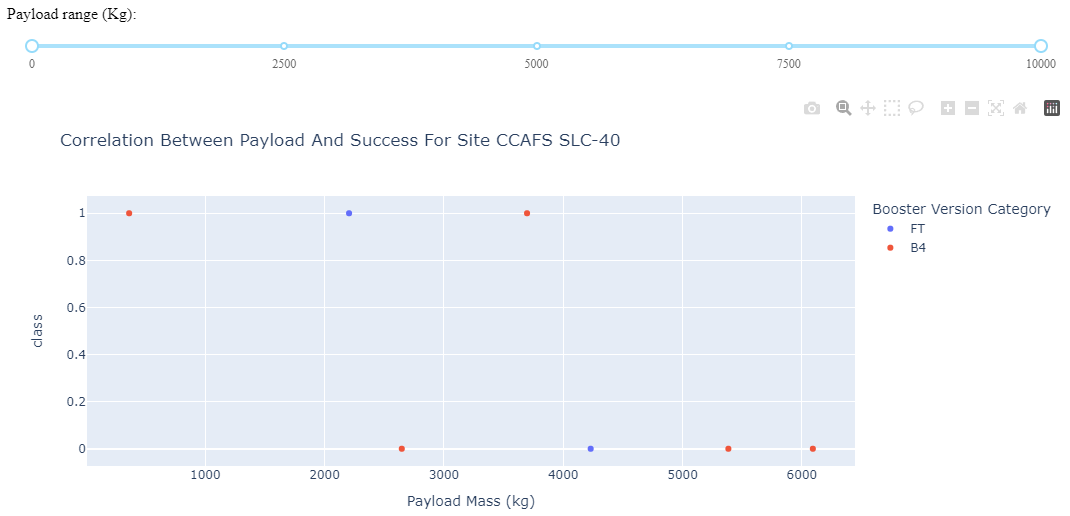 Payload range (Kg):
0 2500 5000 7500 10000
Correlation Between Payload And Success For Site CCAFS SLC-40
1
0.8
0.6
0.4
0.2
0
class
1000 2000 3000 4000 5000 6000
Payload Mass (kg)
Booster Version Category
FT
B4